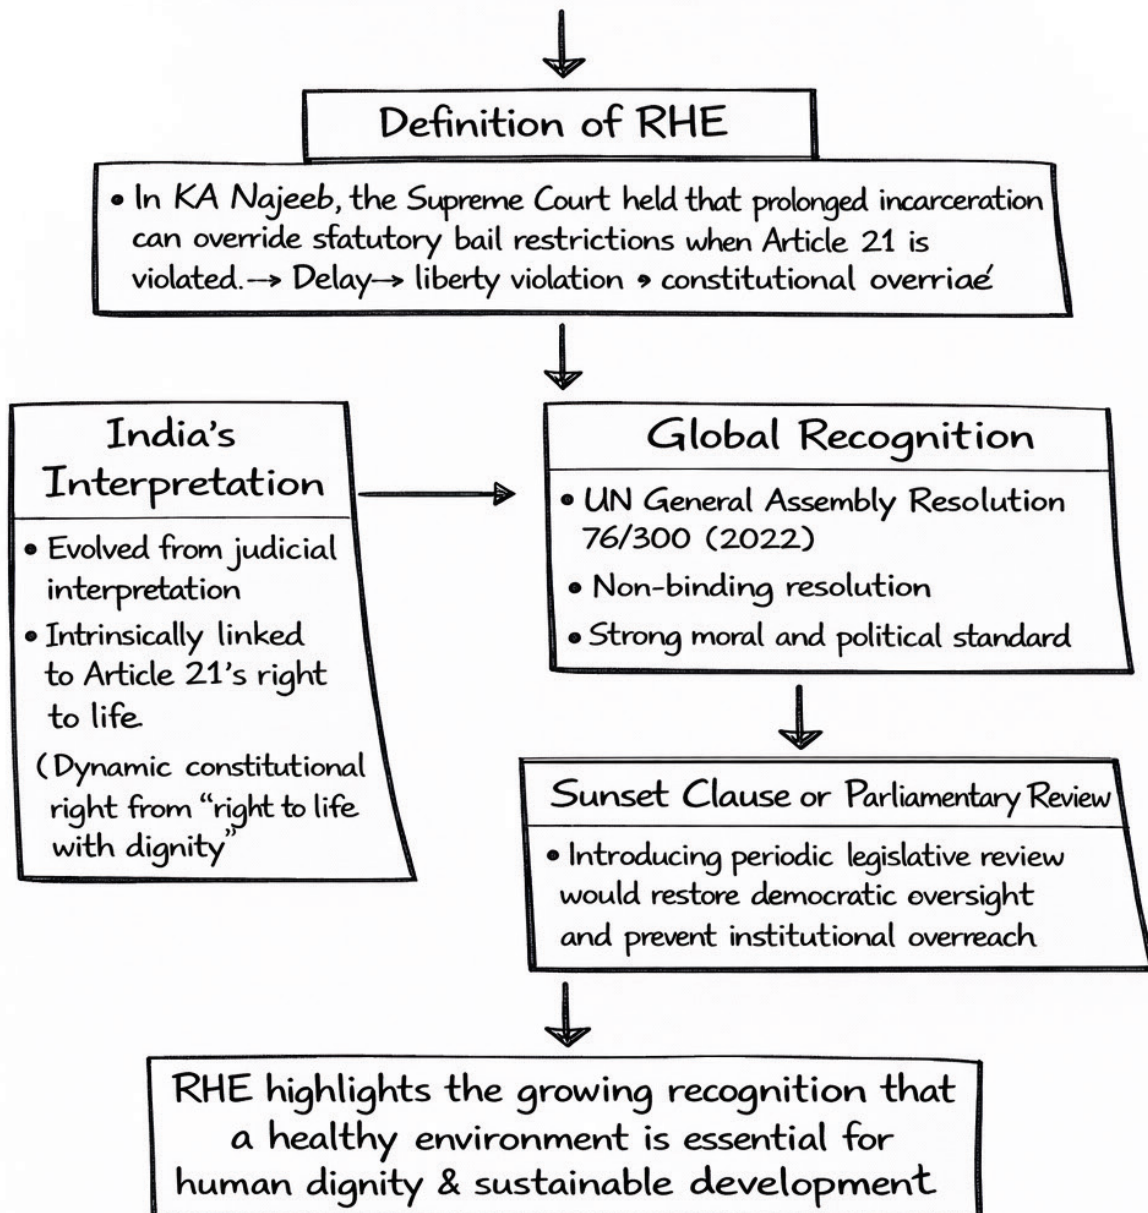 Definition of RHE
• In KA Najeeb, the Supreme Court held that prolonged incarceration
can override sfatutory bail restrictions when Article 21 is
violated.→ Delay→ liberty violation → constitutional overriaé
India's
Interpretation
• Evolved from judicial
interpretation
• Intrinsically linked
to Article 21's right
to life.
(Dynamic constitutional
right from “right to life
with dignity”
Global Recognition
• UN General Assembly Resolution
76/300 (2022)
• Non-binding resolution
• Strong moral and political standard
Sunset Clause or Parliamentary Review
• Introducing periodic legislative review
would restore democratic oversight
and prevent institutional overreach
RHE highlights the growing recognition that
a healthy environment is essential for
human dignity & sustainable development